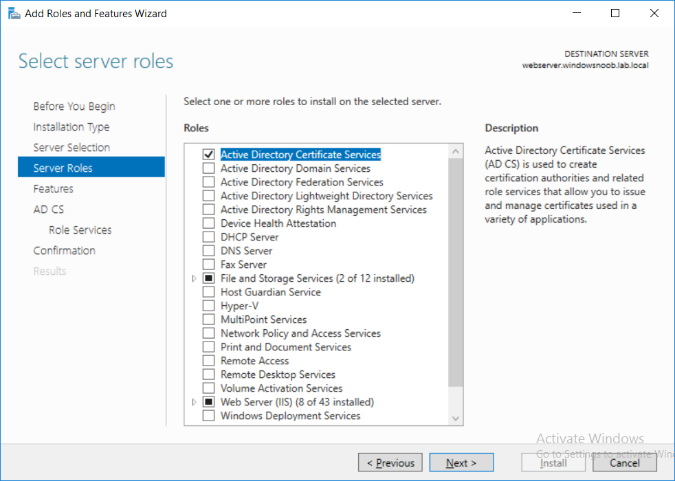 Add Roles and Features Wizard
Select server roles
DESTINATION SERVER
webserver.windowsnoob.lab.local
Before You Begin
Installation Type
Server Selection
Server Roles
Features
AD CS
Role Services
Confirmation
Results
Select one or more roles to install on the selected server.
Roles
Active Directory Certificate Services
Active Directory Domain Services
Active Directory Federation Services
Active Directory Lightweight Directory Services
Active Directory Rights Management Services
Device Health Attestation
DHCP Server
DNS Server
Fax Server
File and Storage Services (2 of 12 installed)
Host Guardian Service
Hyper-V
MultiPoint Services
Network Policy and Access Services
Print and Document Services
Remote Access
Remote Desktop Services
Volume Activation Services
Web Server (IIS) (8 of 43 installed)
Windows Deployment Services
Description
Active Directory Certificate Services
(AD CS) is used to create
certification authorities and related
role services that allow you to issue
and manage certificates used in a
variety of applications.
Activate Windows
Go to Settings to activate Win
< Previous
Next >
Install
Cancel